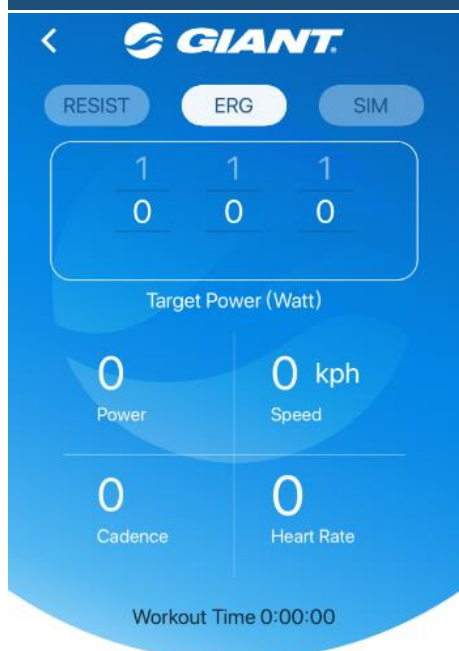 GIANT
RESIST ERG SIM
1 1 1
0 0 0
Target Power (Watt)
0 0 kph
Power Speed
0 0
Cadence Heart Rate
Workout Time 0:00:00